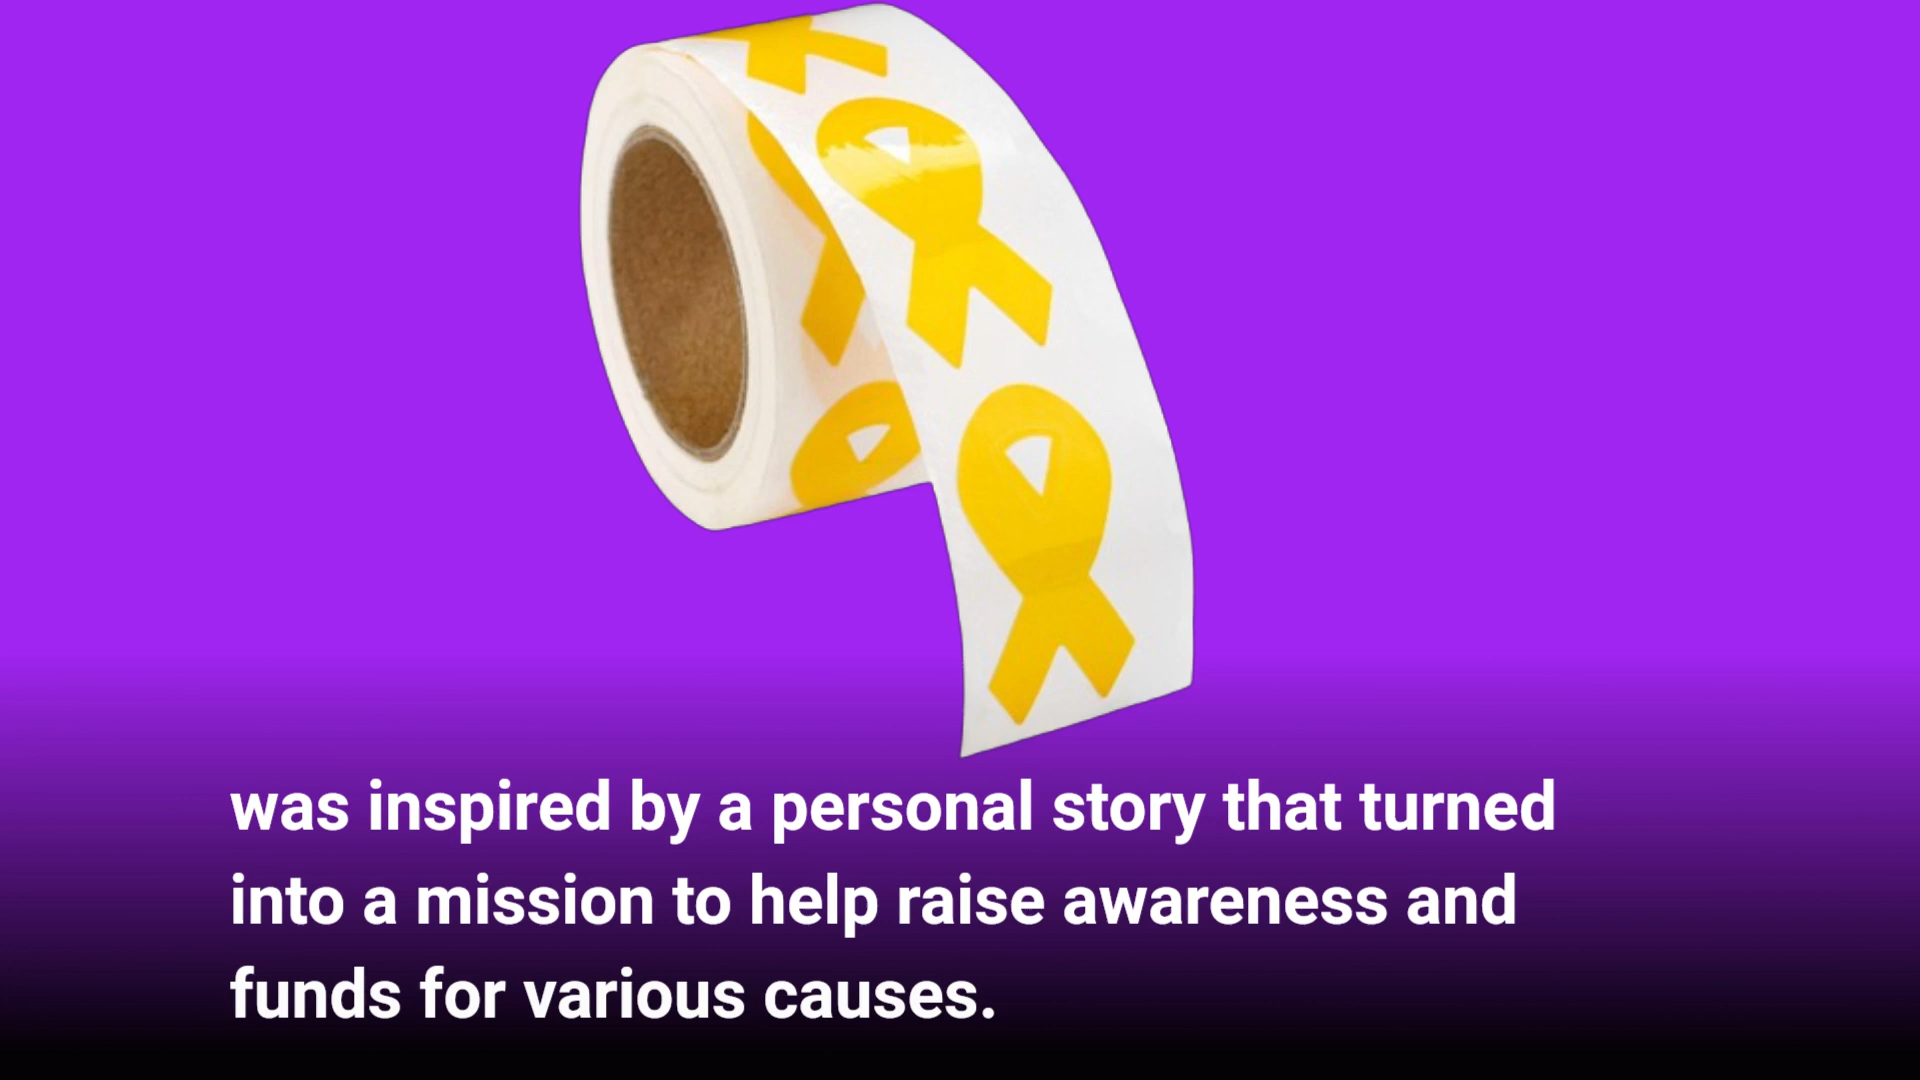 was inspired by a personal story that turned
into a mission to help raise awareness and
funds for various causes.